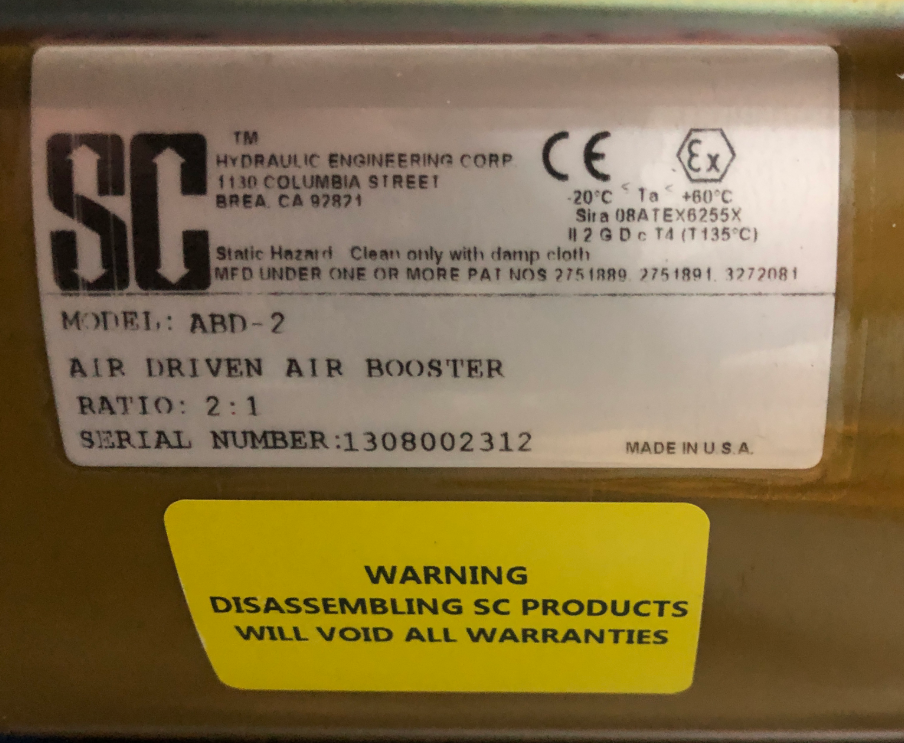 SC TM
HYDRAULIC ENGINEERING CORP
1130 COLUMBIA STREET
BREA, CA 92821
CE Ex
-20°C < Ta < +60°C
Sira 08ATEX6255X
II 2 G D c T4 (T135°C)
Static Hazard Clean only with damp cloth
MFD UNDER ONE OR MORE PAT NOS 2751889, 2751891, 3272081
MODEL: ABD-2
AIR DRIVEN AIR BOOSTER
RATIO: 2:1
SERIAL NUMBER:1308002312
MADE IN U.S.A.
WARNING
DISASSEMBLING SC PRODUCTS
WILL VOID ALL WARRANTIES